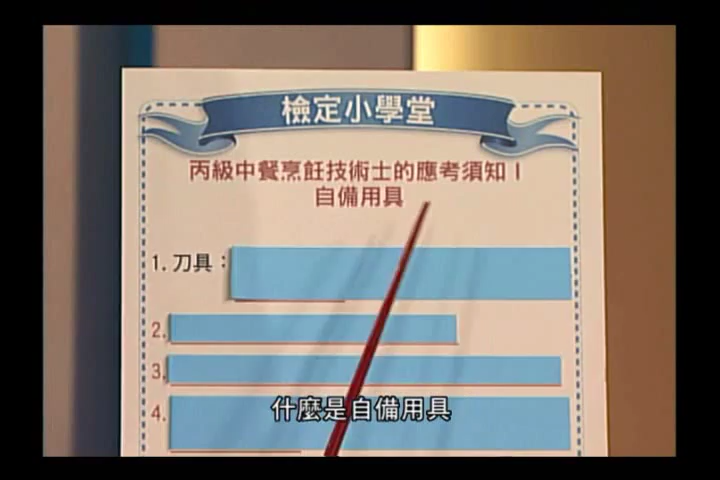 檢定小學堂
丙級中餐烹飪技術士的應考須知 I
自備用具
1. 刀具：
2.
3.
4.
什麼是自備用具